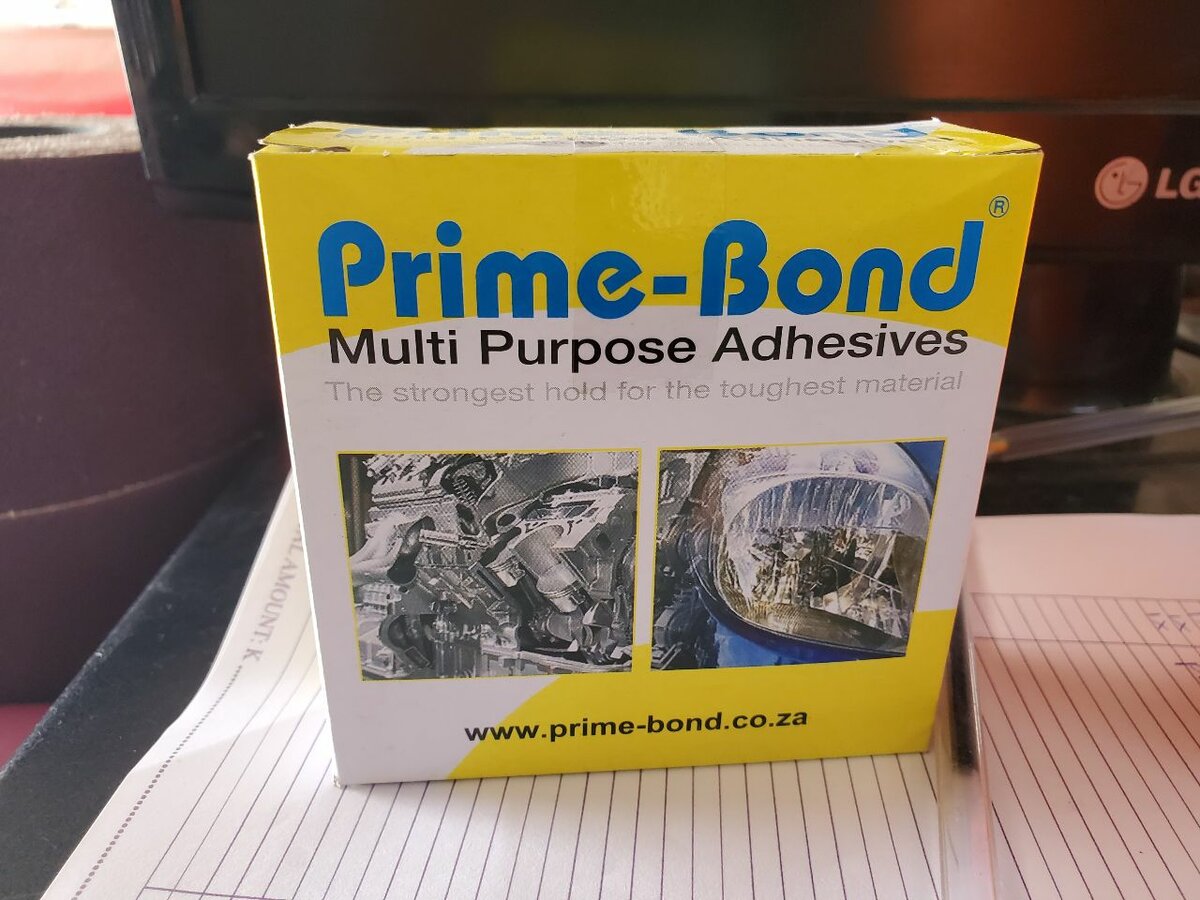 Prime-Bond®
Multi Purpose Adhesives
The strongest hold for the toughest material
www.prime-bond.co.za
LG
AL AMOUNT: K